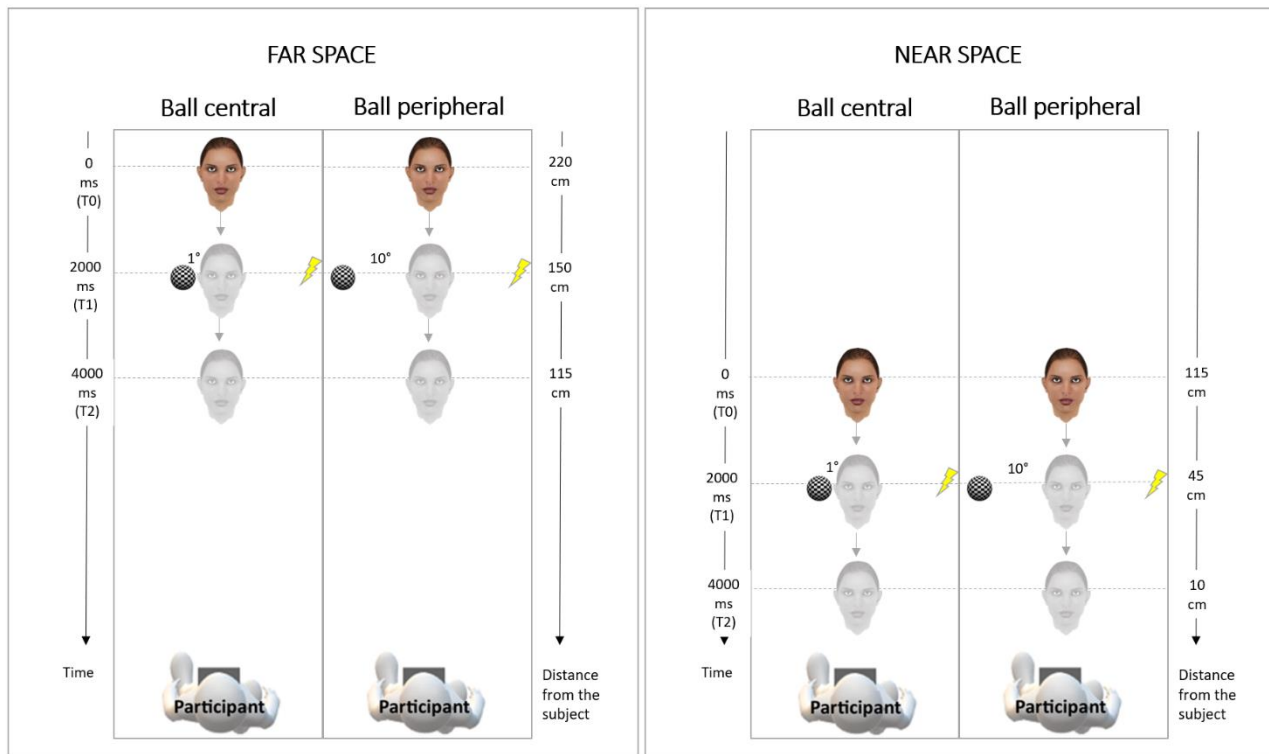 FAR SPACE
Ball central
Ball peripheral
0
ms
(T0)
220
cm
1°
10°
2000
ms
(T1)
150
cm
4000
ms
(T2)
115
cm
Time
Participant
Participant
Distance
from the
subject
NEAR SPACE
Ball central
Ball peripheral
0
ms
(T0)
115
cm
1°
10°
2000
ms
(T1)
45
cm
4000
ms
(T2)
10
cm
Time
Participant
Participant
Distance
from the
subject